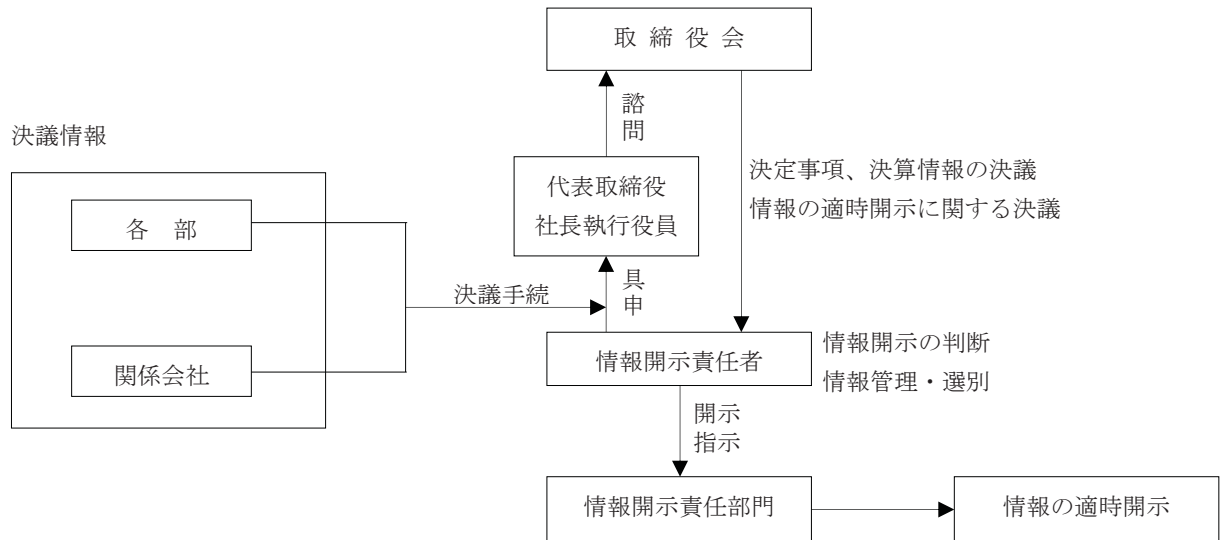 取締役会
諮
問
決議情報
代表取締役
社長執行役員
決定事項、決算情報の決議
情報の適時開示に関する決議
各 部
決議手続
具
申
関係会社
情報開示責任者
情報開示の判断
情報管理・選別
開示
指示
情報開示責任部門
情報の適時開示